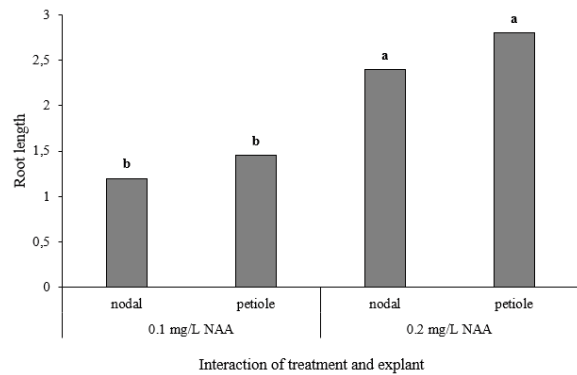 3
2,5
2
1,5
1
0,5
0
Root length
b
b
a
a
nodal petiole nodal petiole
0.1 mg/L NAA 0.2 mg/L NAA
Interaction of treatment and explant